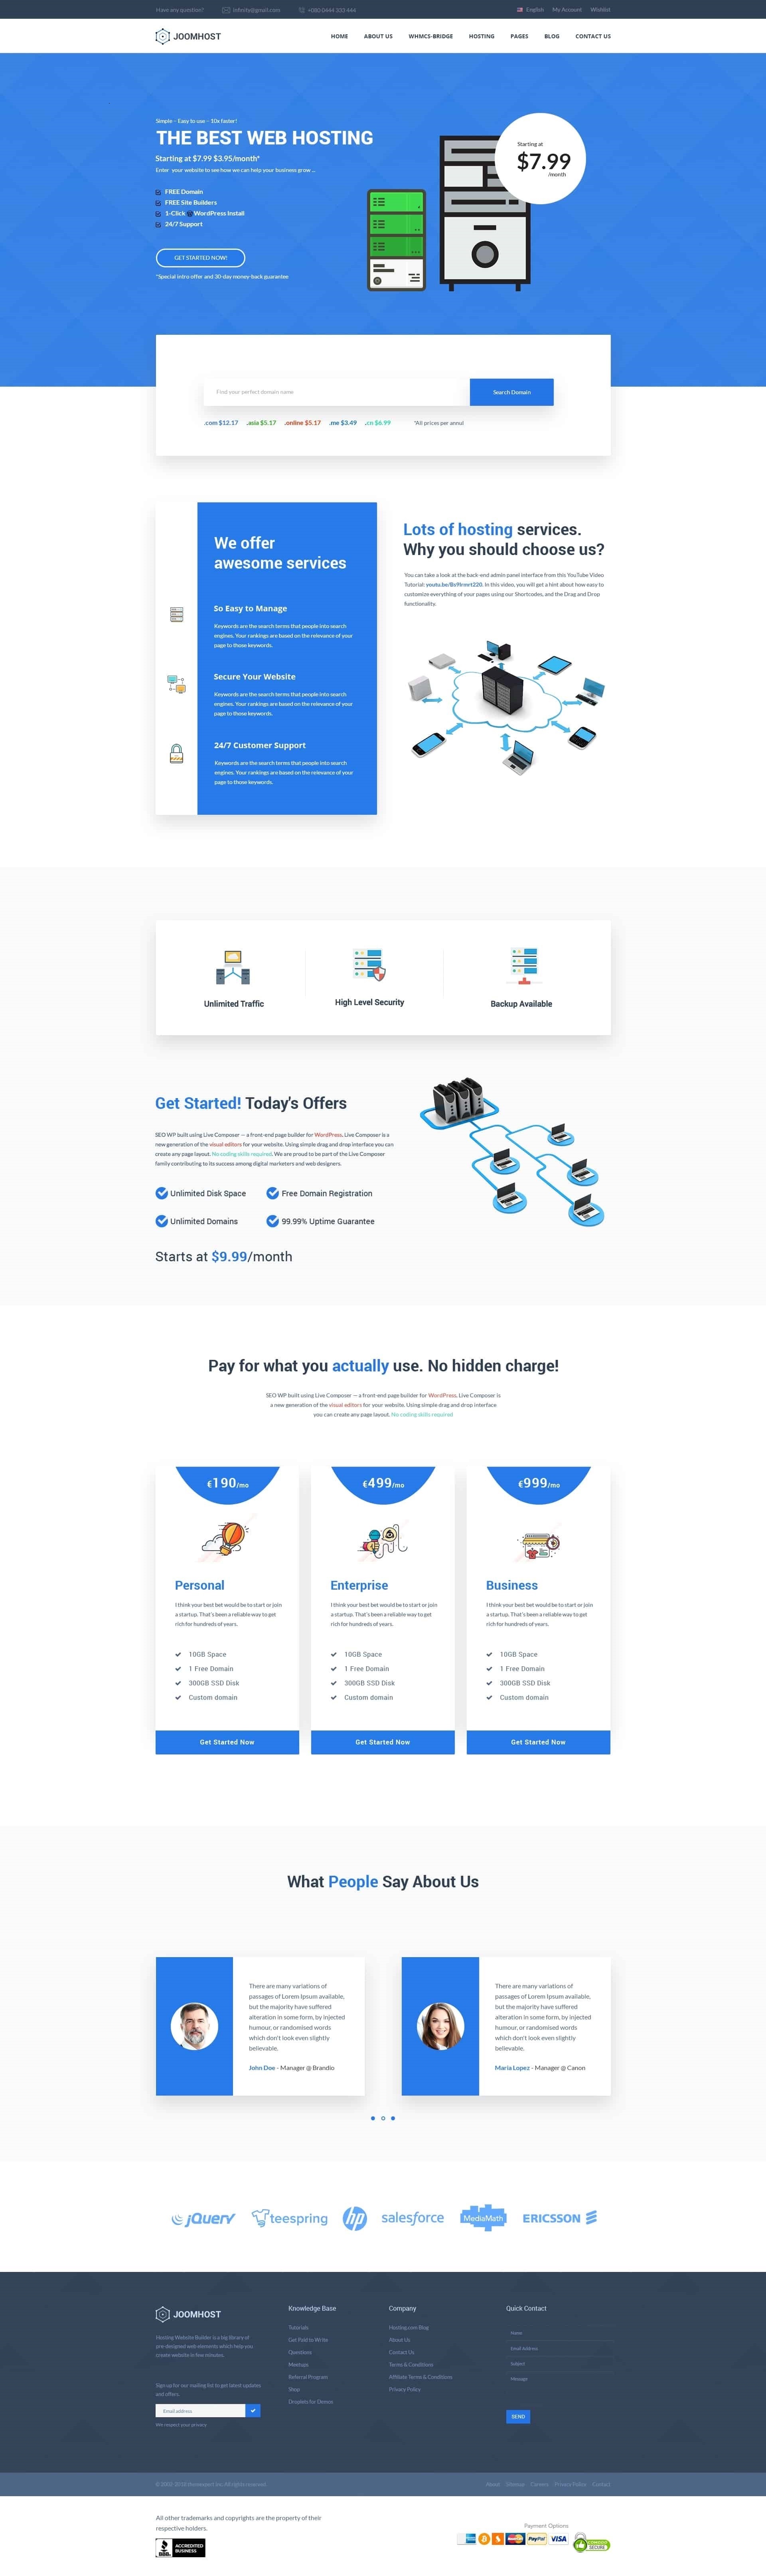 Have any question?
infinity@gmail.com
+080 0444 333 444
English
My Account
Wishlist
JOOMHOST
HOME
ABOUT US
WHMCS-BRIDGE
HOSTING
PAGES
BLOG
CONTACT US
Simple - Easy to use - 10x faster!
THE BEST WEB HOSTING
Starting at $7.99 $3.95/month*
Enter your website to see how we can help your business grow ...
FREE Domain
FREE Site Builders
1-Click WordPress Install
24/7 Support
GET STARTED NOW!
*Special intro offer and 30-day money-back guarantee
Starting at
$7.99
/month
Find your perfect domain name
Search Domain
.com $12.17
.asia $5.17
.online $5.17
.me $3.49
.cn $6.99
*All prices per annul
We offer
awesome services
So Easy to Manage
Keywords are the search terms that people into search
engines. Your rankings are based on the relevance of your
page to those keywords.
Secure Your Website
Keywords are the search terms that people into search
engines. Your rankings are based on the relevance of your
page to those keywords.
24/7 Customer Support
Keywords are the search terms that people into search
engines. Your rankings are based on the relevance of your
page to those keywords.
Lots of hosting services.
Why you should choose us?
You can take a look at the back-end admin panel interface from this YouTube Video
Tutorial: In this video, you will get a hint about how easy to
customize everything of your pages using our Shortcodes, and the Drag and Drop
functionality.
Unlimited Traffic
High Level Security
Backup Available
Get Started! Today's Offers
SEO WP built using Live Composer — a front-end page builder for WordPress. Live Composer is a
new generation of the visual editors for your website. Using simple drag and drop interface you can
create any page layout. No coding skills required. We are proud to be part of the Live Composer
family contributing to its success among digital marketers and web designers.
Unlimited Disk Space
Free Domain Registration
Unlimited Domains
99.99% Uptime Guarantee
Starts at $9.99/month
Pay for what you actually use. No hidden charge!
SEO WP built using Live Composer — a front-end page builder for WordPress. Live Composer is
a new generation of the visual editors for your website. Using simple drag and drop interface
you can create any page layout. No coding skills required
€190/mo
Personal
I think your best bet would be to start or join
a startup. That's been a reliable way to get
rich for hundreds of years.
10GB Space
1 Free Domain
300GB SSD Disk
Custom domain
Get Started Now
€499/mo
Enterprise
I think your best bet would be to start or join
a startup. That's been a reliable way to get
rich for hundreds of years.
10GB Space
1 Free Domain
300GB SSD Disk
Custom domain
Get Started Now
€999/mo
Business
I think your best bet would be to start or join
a startup. That's been a reliable way to get
rich for hundreds of years.
10GB Space
1 Free Domain
300GB SSD Disk
Custom domain
Get Started Now
What People Say About Us
There are many variations of
passages of Lorem Ipsum available,
but the majority have suffered
alteration in some form, by injected
humour, or randomised words
which don't look even slightly
believable.
John Doe - Manager @ Brandio
There are many variations of
passages of Lorem Ipsum available,
but the majority have suffered
alteration in some form, by injected
humour, or randomised words
which don't look even slightly
believable.
Maria Lopez - Manager @ Canon
jQuery
teespring
hp
salesforce
MediaMath
ERICSSON
JOOMHOST
Hosting Website Builder is a big library of
pre-designed web elements which help you
create website in few minutes.
Sign up for our mailing list to get latest updates
and offers.
Email address
We respect your privacy
Knowledge Base
Tutorials
Get Paid to Write
Questions
Meetups
Referral Program
Shop
Droplets for Demos
Company
Hosting.com Blog
About Us
Contact Us
Terms & Conditions
Affiliate Terms & Conditions
Privacy Policy
Quick Contact
Name
Email Address
Subject
Message
SEND
Inc. All rights reserved.
About
Sitemap
Careers
Privacy Policy
Contact
All other trademarks and copyrights are the property of their
respective holders.
BBB
ACCREDITED
BUSINESS
Payment Options
MasterCard
PayPal
VISA
SECURE